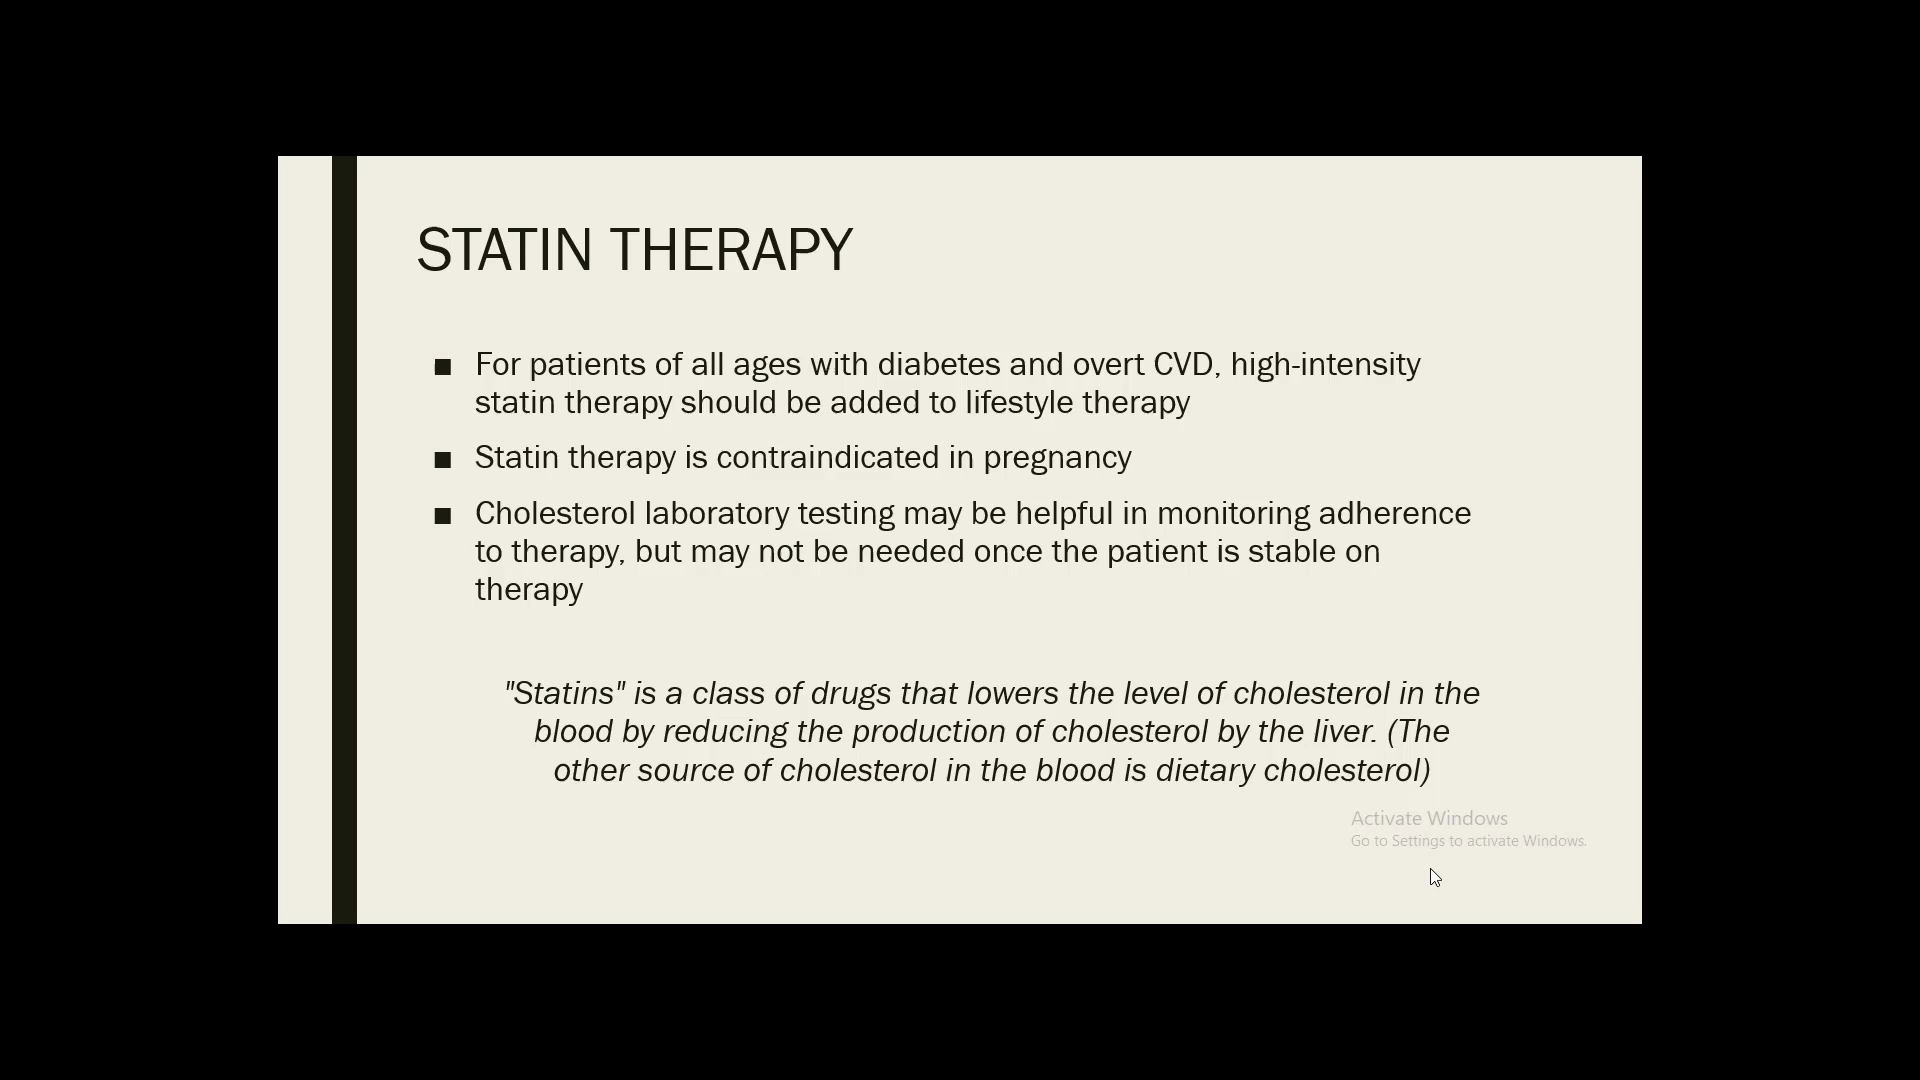 STATIN THERAPY
■ For patients of all ages with diabetes and overt CVD, high-intensity
statin therapy should be added to lifestyle therapy
■ Statin therapy is contraindicated in pregnancy
■ Cholesterol laboratory testing may be helpful in monitoring adherence
to therapy, but may not be needed once the patient is stable on
therapy
"Statins" is a class of drugs that lowers the level of cholesterol in the
blood by reducing the production of cholesterol by the liver. (The
other source of cholesterol in the blood is dietary cholesterol)
Activate Windows
Go to Settings to activate Windows.